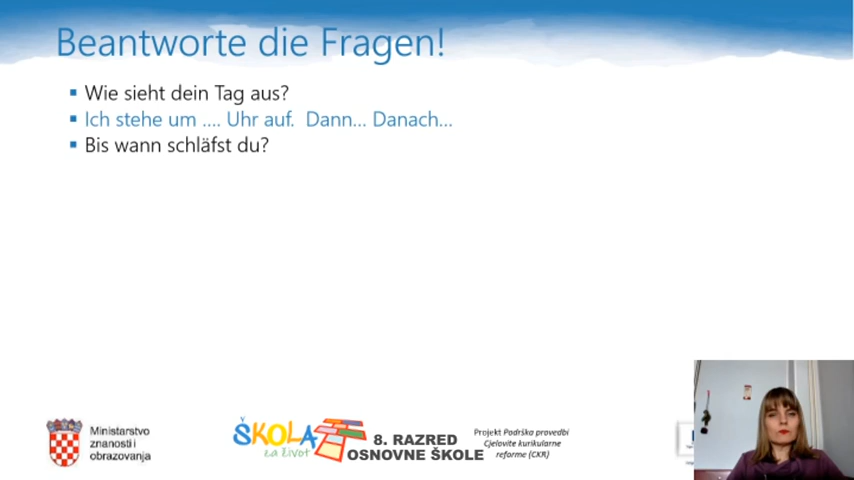 Beantworte die Fragen!
Wie sieht dein Tag aus?
Ich stehe um .... Uhr auf. Dann... Danach...
Bis wann schläfst du?
Ministarstvo
znanosti i
obrazovanja
ŠKOLA
za život
8. RAZRED
OSNOVNE ŠKOLE
Projekt Podrška provedbi
Cjelovite kurikularne
reforme (CKR)